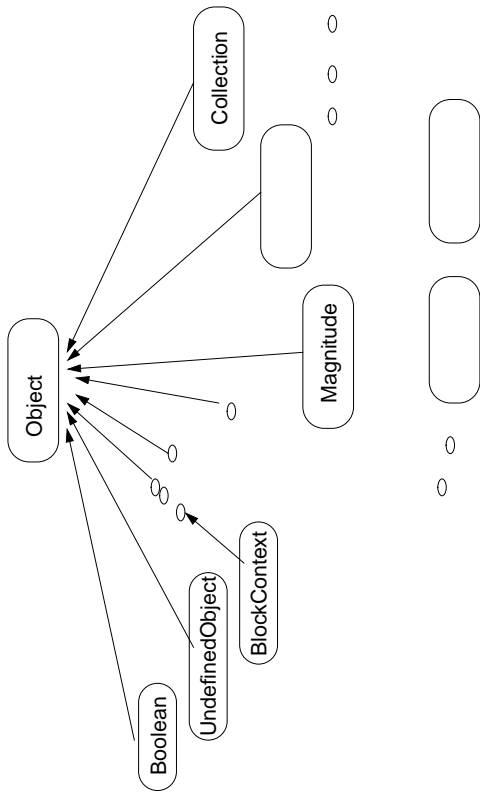 Object
Boolean
UndefinedObject
BlockContext
Magnitude
Collection